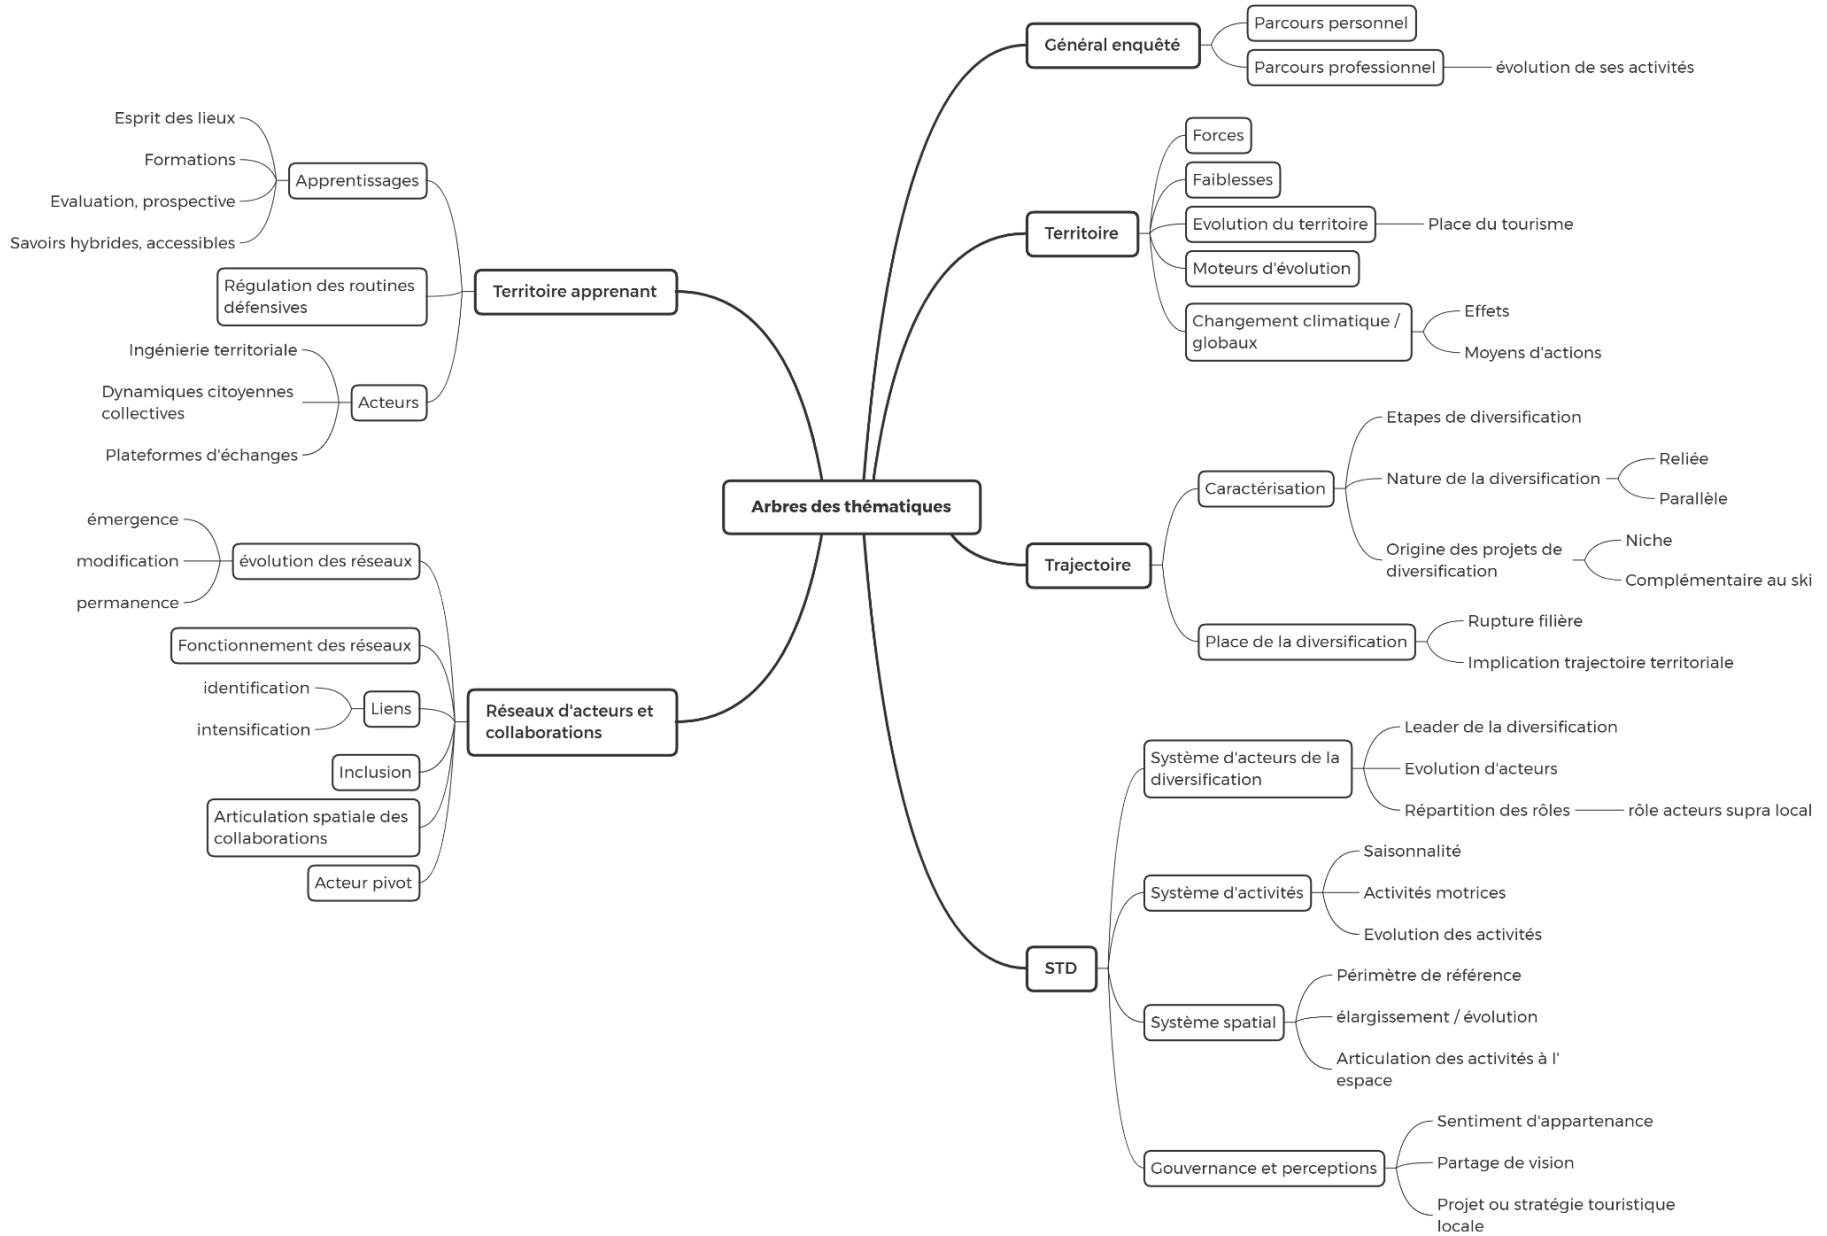 Arbres des thématiques
Général enquêté
Parcours personnel
Parcours professionnel
évolution de ses activités
Territoire
Forces
Faiblesses
Evolution du territoire
Place du tourisme
Moteurs d'évolution
Changement climatique /
globaux
Effets
Moyens d'actions
Trajectoire
Caractérisation
Etapes de diversification
Nature de la diversification
Reliée
Parallèle
Origine des projets de
diversification
Niche
Complémentaire au ski
Place de la diversification
Rupture filière
Implication trajectoire territoriale
STD
Système d'acteurs de la
diversification
Leader de la diversification
Evolution d'acteurs
Répartition des rôles
rôle acteurs supra local
Système d'activités
Saisonnalité
Activités motrices
Evolution des activités
Système spatial
Périmètre de référence
élargissement / évolution
Articulation des activités à l'
espace
Gouvernance et perceptions
Sentiment d'appartenance
Partage de vision
Projet ou stratégie touristique
locale
Territoire apprenant
Apprentissages
Esprit des lieux
Formations
Evaluation, prospective
Savoirs hybrides, accessibles
Régulation des routines
défensives
Acteurs
Ingénierie territoriale
Dynamiques citoyennes
collectives
Plateformes d'échanges
Réseaux d'acteurs et
collaborations
évolution des réseaux
émergence
modification
permanence
Fonctionnement des réseaux
Liens
identification
intensification
Inclusion
Articulation spatiale des
collaborations
Acteur pivot